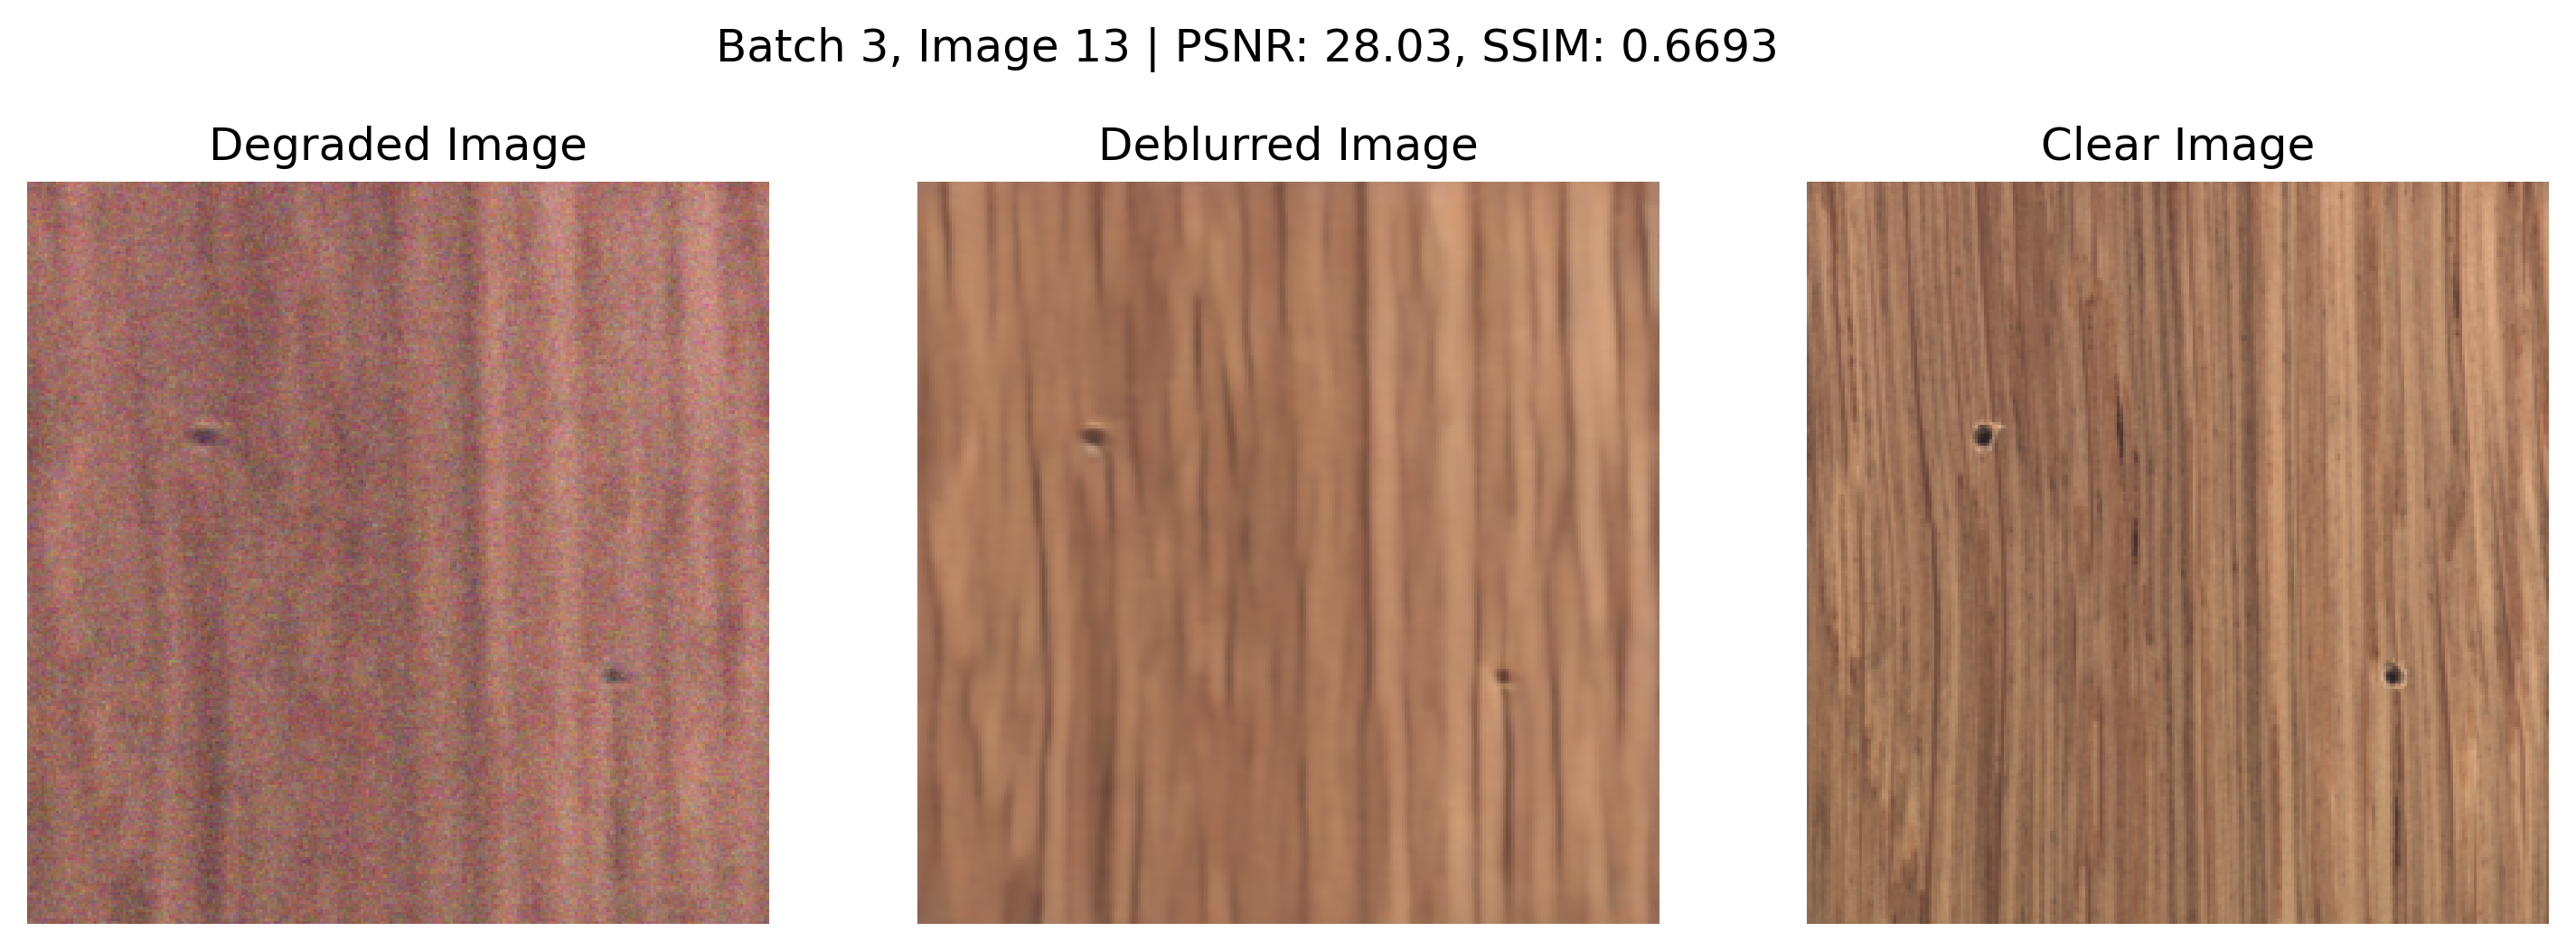 Batch 3, Image 13 | PSNR: 28.03, SSIM: 0.6693
Degraded Image
Deblurred Image
Clear Image